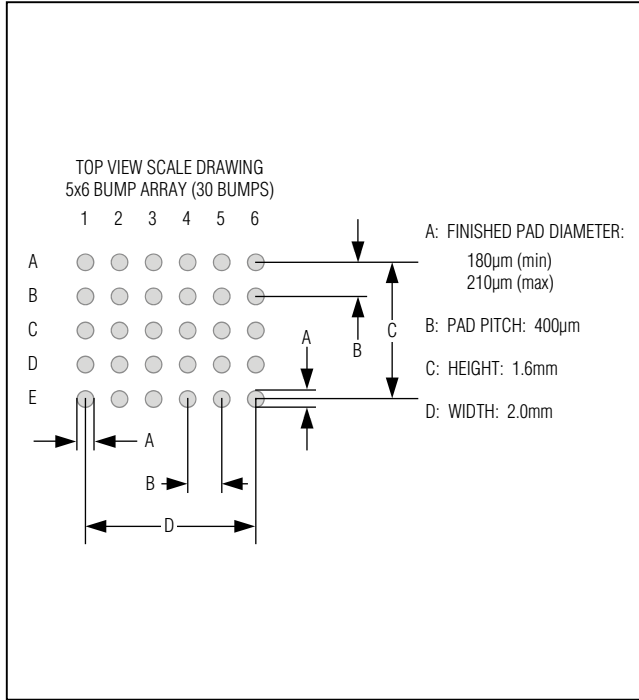 TOP VIEW SCALE DRAWING
5x6 BUMP ARRAY (30 BUMPS)
1 2 3 4 5 6
A
B
C
D
E
A
B
C
A
B
D
A: FINISHED PAD DIAMETER:
180µm (min)
210µm (max)
B: PAD PITCH: 400µm
C: HEIGHT: 1.6mm
D: WIDTH: 2.0mm